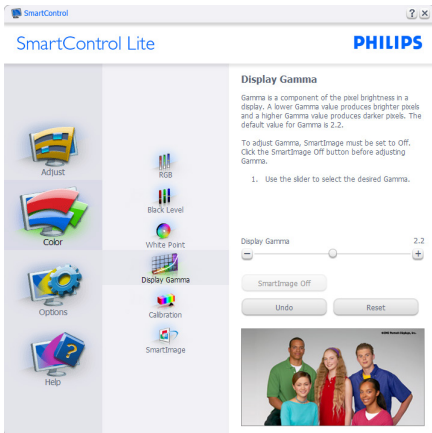 SmartControl
? ×
SmartControl Lite
PHILIPS
Adjust
Color
Options
Help
RGB
Black Level
White Point
Display Gamma
Calibration
SmartImage
Display Gamma
Gamma is a component of the pixel brightness in a
display. A lower Gamma value produces brighter pixels
and a higher Gamma value produces darker pixels. The
default value for Gamma is 2.2.
To adjust Gamma, SmartImage must be set to Off.
Click the SmartImage Off button before adjusting
Gamma.
1. Use the slider to select the desired Gamma.
Display Gamma 2.2
SmartImage Off
Undo Reset